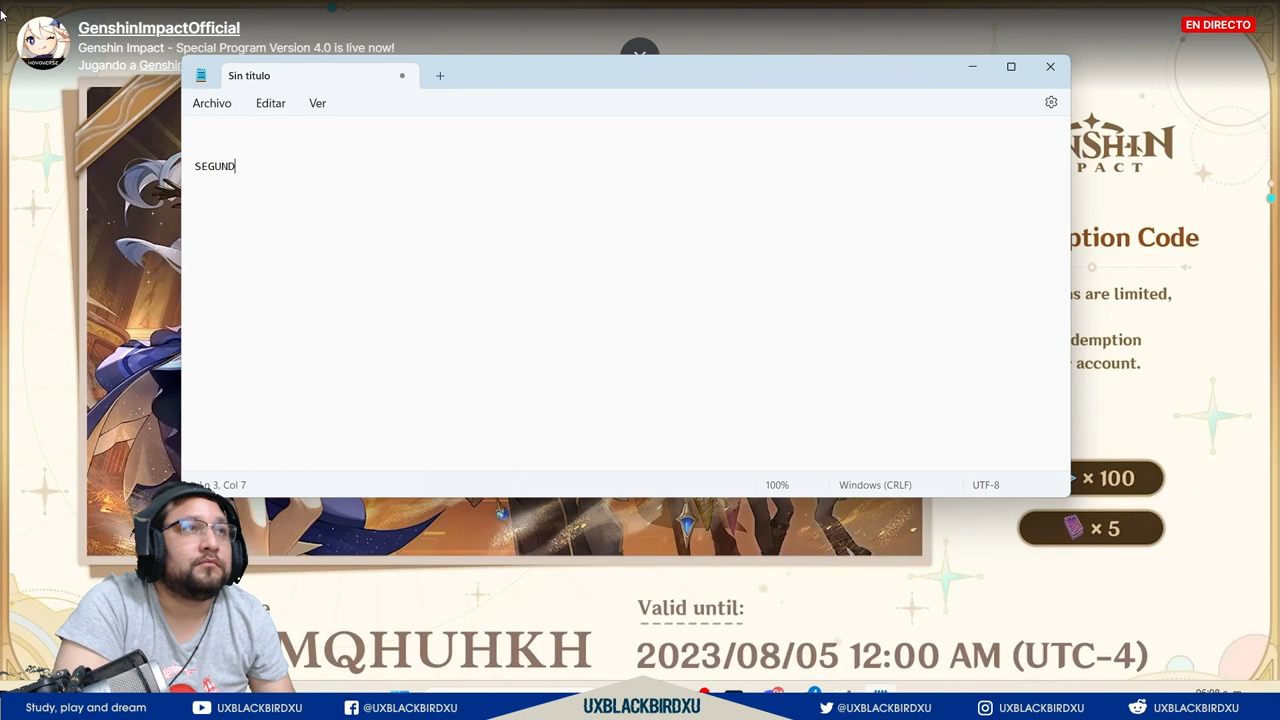 GenshinImpactOfficial
EN DIRECTO
Genshin Impact - Special Program Version 4.0 is live now!
Jugando a Genshin
HOYOVERSE
Sin título
Archivo Editar Ver
SEGUND
PACT
ption Code
s are limited,
demption
account.
× 100
Ln 3, Col 7
100%
Windows (CRLF)
UTF-8
× 5
Valid until:
MQHUHKH
2023/08/05 12:00 AM (UTC-4)
Study, play and dream
UXBLACKBIRDXU
@UXBLACKBIRDXU
UXBLACKBIRDXU
@UXBLACKBIRDXU
UXBLACKBIRDXU
UXBLACKBIRDXU